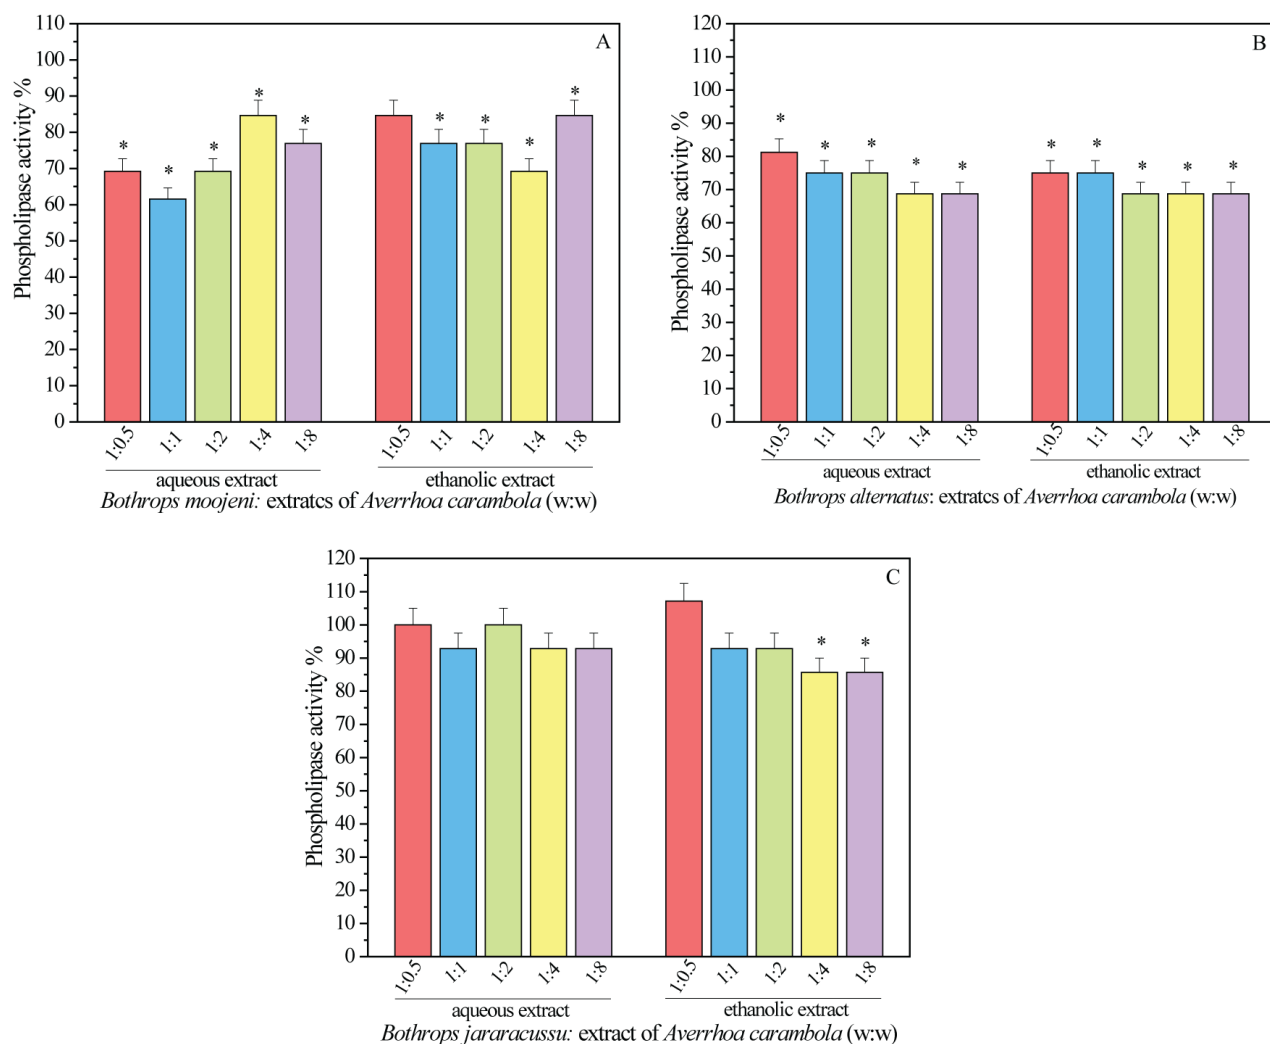 A
Phospholipase activity %
110
100
90
80
70
60
50
40
30
20
10
0
* * * * * * * * *
1:0.5 1:1 1:2 1:4 1:8 1:0.5 1:1 1:2 1:4 1:8
aqueous extract ethanolic extract
Bothrops moojeni: extratcs of Averrhoa carambola (w:w)
B
Phospholipase activity %
120
110
100
90
80
70
60
50
40
30
20
10
0
* * * * * * * * * *
1:0.5 1:1 1:2 1:4 1:8 1:0.5 1:1 1:2 1:4 1:8
aqueous extract ethanolic extract
Bothrops alternatus: extratcs of Averrhoa carambola (w:w)
C
Phospholipase activity %
120
110
100
90
80
70
60
50
40
30
20
10
0
* *
1:0.5 1:1 1:2 1:4 1:8 1:0.5 1:1 1:2 1:4 1:8
aqueous extract ethanolic extract
Bothrops jararacussu: extract of Averrhoa carambola (w:w)